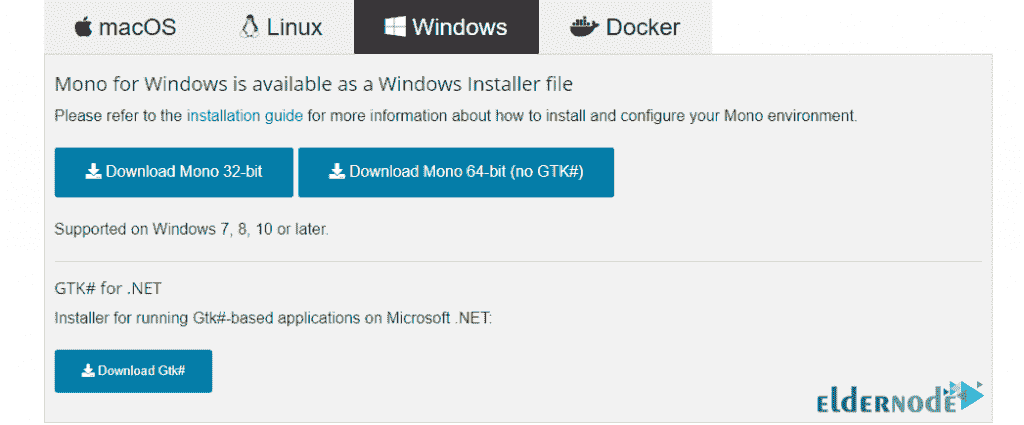 macOS
Linux
Windows
Docker
Mono for Windows is available as a Windows Installer file
Please refer to the installation guide for more information about how to install and configure your Mono environment.
Download Mono 32-bit
Download Mono 64-bit (no GTK#)
Supported on Windows 7, 8, 10 or later.
GTK# for .NET
Installer for running Gtk#-based applications on Microsoft .NET:
Download Gtk#
eldernode